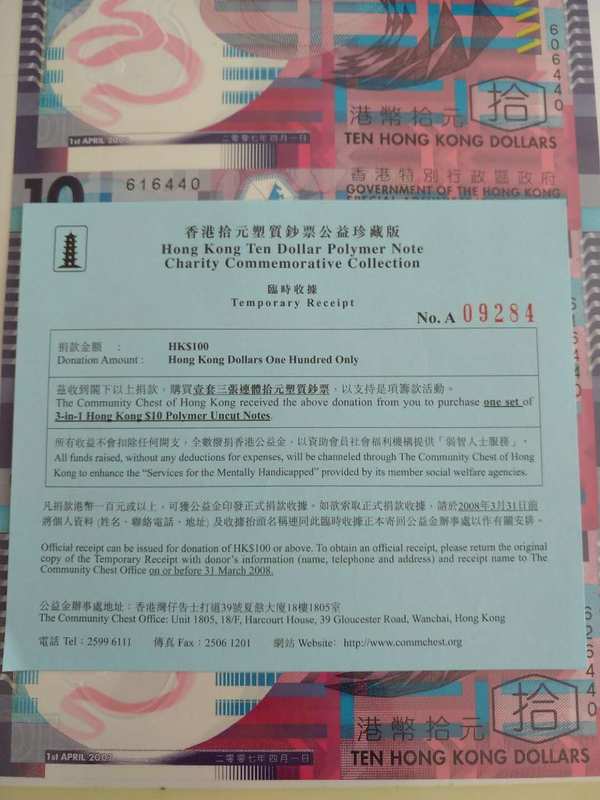 606440
港幣拾元
拾
1st APRIL 200
二零零七年四月一日
TEN HONG KONG DOLLARS
香港特別行政區政府
10
616440
GOVERNMENT OF THE HONG KONG
香港拾元塑質鈔票公益珍藏版
Hong Kong Ten Dollar Polymer Note
Charity Commemorative Collection
臨時收據
Temporary Receipt
No. A 09284
捐款金額 : HK$100
Donation Amount : Hong Kong Dollars One Hundred Only
茲收到閣下以上捐款,購買壹套三張連體拾元塑質鈔票,以支持是項籌款活動。
The Community Chest of Hong Kong received the above donation from you to purchase one set of
3-in-1 Hong Kong $10 Polymer Uncut Notes.
所有收益不會扣除任何開支,全數撥捐香港公益金,以資助會員社會福利機構提供「弱智人士服務」。
All funds raised, without any deductions for expenses, will be channeled through The Community Chest of Hong
Kong to enhance the “Services for the Mentally Handicapped” provided by its member social welfare agencies.
凡捐款港幣一百元或以上,可獲公益金印發正式捐款收據。如欲索取正式捐款收據,請於2008年3月31日前
將個人資料 (姓名、聯絡電話、地址) 及收據抬頭名稱連同此臨時收據正本寄回公益金辦事處以作有關安排。
Official receipt can be issued for donation of HK$100 or above. To obtain an official receipt, please return the original
copy of the Temporary Receipt with donor's information (name, telephone and address) and receipt name to The
Community Chest Office on or before 31 March 2008.
公益金辦事處地址:香港灣仔告士打道39號夏慤大廈18樓1805室
The Community Chest Office: Unit 1805, 18/F, Harcourt House, 39 Gloucester Road, Wanchai, Hong Kong
電話 Tel : 2599 6111 傳真 Fax : 2506 1201 網站 Website: http://www.commchest.org
626440
港幣拾元
拾
1st APRIL 2007
二零零七年四月一日
TEN HONG KONG DOLLARS